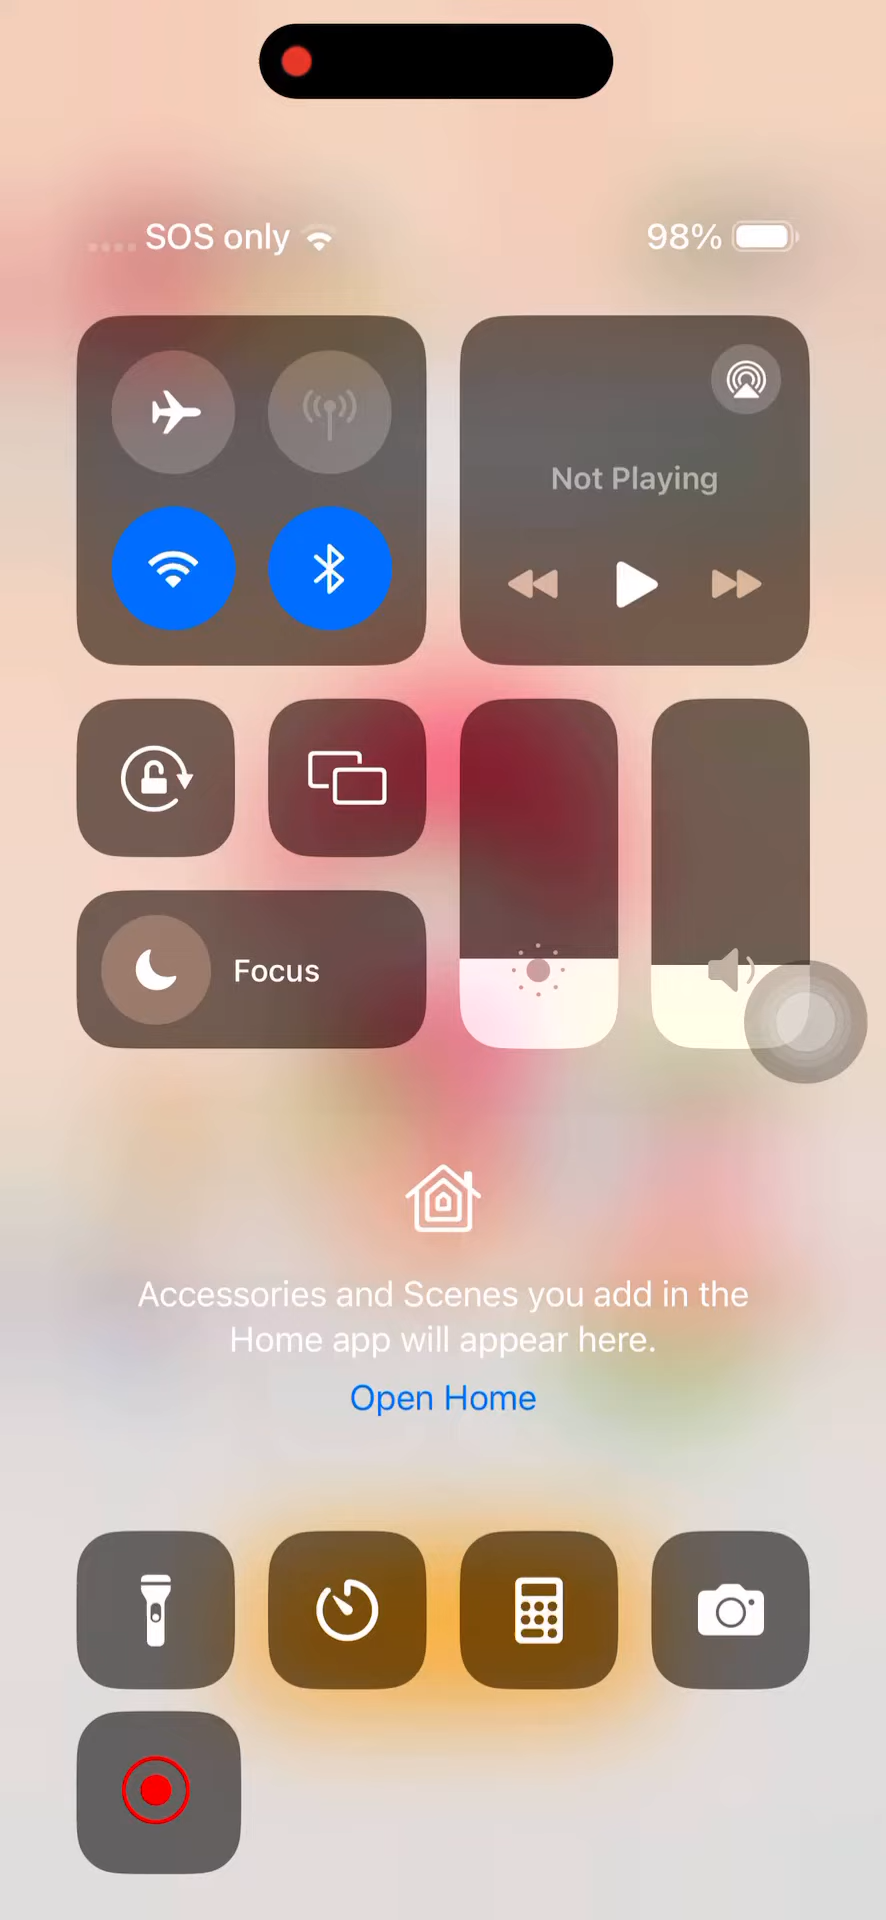 SOS only
98%
Not Playing
Focus
Accessories and Scenes you add in the
Home app will appear here.
Open Home